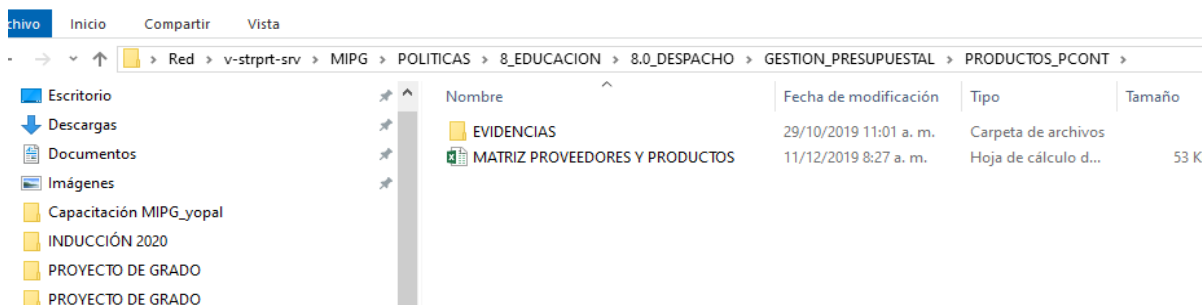 chivo Inicio Compartir Vista
> Red > v-strprt-srv > MIPG > POLITICAS > 8_EDUCACION > 8.0_DESPACHO > GESTION_PRESUPUESTAL > PRODUCTOS_PCONT >
Escritorio
Descargas
Documentos
Imágenes
Capacitación MIPG_yopal
INDUCCIÓN 2020
PROYECTO DE GRADO
PROYECTO DE GRADO
Nombre Fecha de modificación Tipo Tamaño
EVIDENCIAS 29/10/2019 11:01 a. m. Carpeta de archivos
MATRIZ PROVEEDORES Y PRODUCTOS 11/12/2019 8:27 a. m. Hoja de cálculo d... 53 K